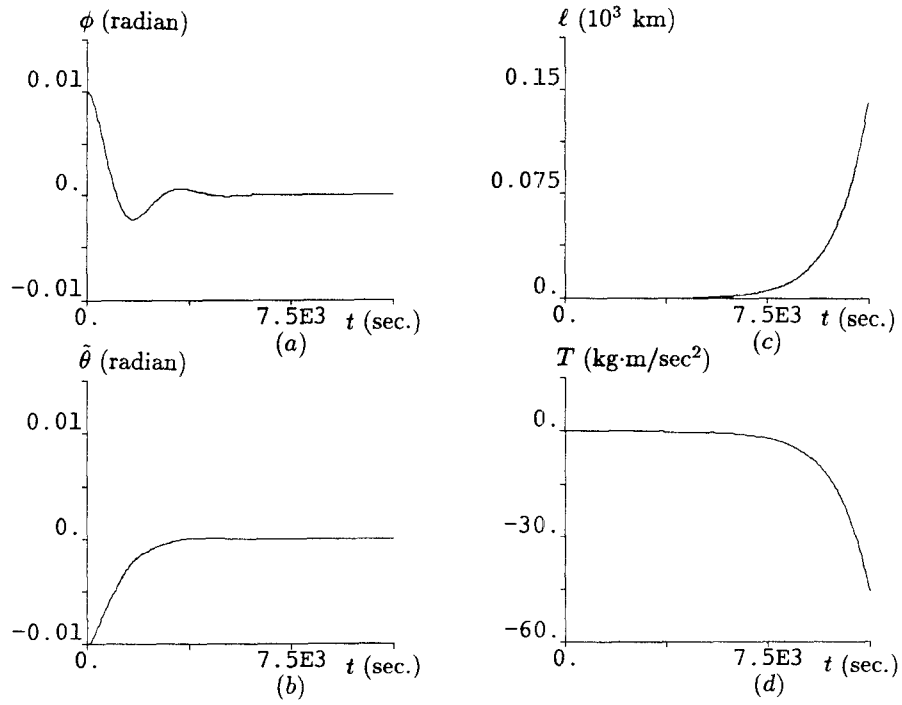 ϕ (radian)
0.01
0.
−0.01
0.
7.5E3
t (sec.)
(a)
ℓ (10³ km)
0.15
0.075
0.
0.
7.5E3
t (sec.)
(c)
θ̃ (radian)
0.01
0.
−0.01
0.
7.5E3
t (sec.)
(b)
T (kg·m/sec²)
0.
−30.
−60.
0.
7.5E3
t (sec.)
(d)